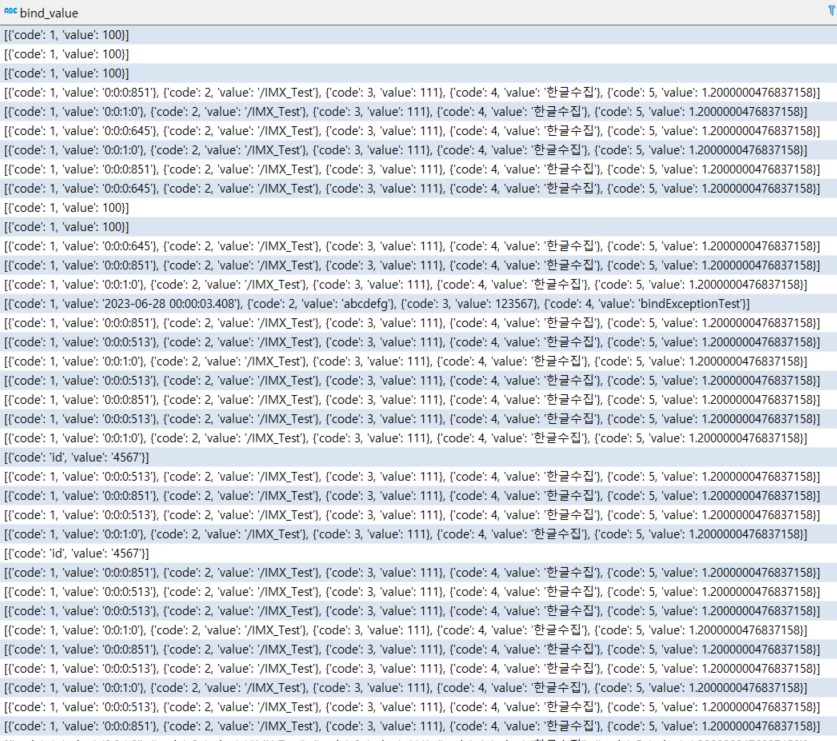 ABC bind_value
[{'code': 1, 'value': 100}]
[{'code': 1, 'value': 100}]
[{'code': 1, 'value': 100}]
[{'code': 1, 'value': '0:0:0:851'}, {'code': 2, 'value': '/IMX_Test'}, {'code': 3, 'value': 111}, {'code': 4, 'value': '한글수집'}, {'code': 5, 'value': 1.2000000476837158}]
[{'code': 1, 'value': '0:0:1:0'}, {'code': 2, 'value': '/IMX_Test'}, {'code': 3, 'value': 111}, {'code': 4, 'value': '한글수집'}, {'code': 5, 'value': 1.2000000476837158}]
[{'code': 1, 'value': '0:0:0:645'}, {'code': 2, 'value': '/IMX_Test'}, {'code': 3, 'value': 111}, {'code': 4, 'value': '한글수집'}, {'code': 5, 'value': 1.2000000476837158}]
[{'code': 1, 'value': '0:0:1:0'}, {'code': 2, 'value': '/IMX_Test'}, {'code': 3, 'value': 111}, {'code': 4, 'value': '한글수집'}, {'code': 5, 'value': 1.2000000476837158}]
[{'code': 1, 'value': '0:0:0:851'}, {'code': 2, 'value': '/IMX_Test'}, {'code': 3, 'value': 111}, {'code': 4, 'value': '한글수집'}, {'code': 5, 'value': 1.2000000476837158}]
[{'code': 1, 'value': '0:0:0:645'}, {'code': 2, 'value': '/IMX_Test'}, {'code': 3, 'value': 111}, {'code': 4, 'value': '한글수집'}, {'code': 5, 'value': 1.2000000476837158}]
[{'code': 1, 'value': 100}]
[{'code': 1, 'value': 100}]
[{'code': 1, 'value': '0:0:0:645'}, {'code': 2, 'value': '/IMX_Test'}, {'code': 3, 'value': 111}, {'code': 4, 'value': '한글수집'}, {'code': 5, 'value': 1.2000000476837158}]
[{'code': 1, 'value': '0:0:0:851'}, {'code': 2, 'value': '/IMX_Test'}, {'code': 3, 'value': 111}, {'code': 4, 'value': '한글수집'}, {'code': 5, 'value': 1.2000000476837158}]
[{'code': 1, 'value': '0:0:1:0'}, {'code': 2, 'value': '/IMX_Test'}, {'code': 3, 'value': 111}, {'code': 4, 'value': '한글수집'}, {'code': 5, 'value': 1.2000000476837158}]
[{'code': 1, 'value': '2023-06-28 00:00:03.408'}, {'code': 2, 'value': 'abcdefg'}, {'code': 3, 'value': 123567}, {'code': 4, 'value': 'bindExceptionTest'}]
[{'code': 1, 'value': '0:0:0:851'}, {'code': 2, 'value': '/IMX_Test'}, {'code': 3, 'value': 111}, {'code': 4, 'value': '한글수집'}, {'code': 5, 'value': 1.2000000476837158}]
[{'code': 1, 'value': '0:0:0:513'}, {'code': 2, 'value': '/IMX_Test'}, {'code': 3, 'value': 111}, {'code': 4, 'value': '한글수집'}, {'code': 5, 'value': 1.2000000476837158}]
[{'code': 1, 'value': '0:0:1:0'}, {'code': 2, 'value': '/IMX_Test'}, {'code': 3, 'value': 111}, {'code': 4, 'value': '한글수집'}, {'code': 5, 'value': 1.2000000476837158}]
[{'code': 1, 'value': '0:0:0:513'}, {'code': 2, 'value': '/IMX_Test'}, {'code': 3, 'value': 111}, {'code': 4, 'value': '한글수집'}, {'code': 5, 'value': 1.2000000476837158}]
[{'code': 1, 'value': '0:0:0:851'}, {'code': 2, 'value': '/IMX_Test'}, {'code': 3, 'value': 111}, {'code': 4, 'value': '한글수집'}, {'code': 5, 'value': 1.2000000476837158}]
[{'code': 1, 'value': '0:0:0:513'}, {'code': 2, 'value': '/IMX_Test'}, {'code': 3, 'value': 111}, {'code': 4, 'value': '한글수집'}, {'code': 5, 'value': 1.2000000476837158}]
[{'code': 1, 'value': '0:0:1:0'}, {'code': 2, 'value': '/IMX_Test'}, {'code': 3, 'value': 111}, {'code': 4, 'value': '한글수집'}, {'code': 5, 'value': 1.2000000476837158}]
[{'code': 'id', 'value': '4567'}]
[{'code': 1, 'value': '0:0:0:513'}, {'code': 2, 'value': '/IMX_Test'}, {'code': 3, 'value': 111}, {'code': 4, 'value': '한글수집'}, {'code': 5, 'value': 1.2000000476837158}]
[{'code': 1, 'value': '0:0:0:851'}, {'code': 2, 'value': '/IMX_Test'}, {'code': 3, 'value': 111}, {'code': 4, 'value': '한글수집'}, {'code': 5, 'value': 1.2000000476837158}]
[{'code': 1, 'value': '0:0:0:513'}, {'code': 2, 'value': '/IMX_Test'}, {'code': 3, 'value': 111}, {'code': 4, 'value': '한글수집'}, {'code': 5, 'value': 1.2000000476837158}]
[{'code': 1, 'value': '0:0:1:0'}, {'code': 2, 'value': '/IMX_Test'}, {'code': 3, 'value': 111}, {'code': 4, 'value': '한글수집'}, {'code': 5, 'value': 1.2000000476837158}]
[{'code': 'id', 'value': '4567'}]
[{'code': 1, 'value': '0:0:0:851'}, {'code': 2, 'value': '/IMX_Test'}, {'code': 3, 'value': 111}, {'code': 4, 'value': '한글수집'}, {'code': 5, 'value': 1.2000000476837158}]
[{'code': 1, 'value': '0:0:0:513'}, {'code': 2, 'value': '/IMX_Test'}, {'code': 3, 'value': 111}, {'code': 4, 'value': '한글수집'}, {'code': 5, 'value': 1.2000000476837158}]
[{'code': 1, 'value': '0:0:0:513'}, {'code': 2, 'value': '/IMX_Test'}, {'code': 3, 'value': 111}, {'code': 4, 'value': '한글수집'}, {'code': 5, 'value': 1.2000000476837158}]
[{'code': 1, 'value': '0:0:1:0'}, {'code': 2, 'value': '/IMX_Test'}, {'code': 3, 'value': 111}, {'code': 4, 'value': '한글수집'}, {'code': 5, 'value': 1.2000000476837158}]
[{'code': 1, 'value': '0:0:0:851'}, {'code': 2, 'value': '/IMX_Test'}, {'code': 3, 'value': 111}, {'code': 4, 'value': '한글수집'}, {'code': 5, 'value': 1.2000000476837158}]
[{'code': 1, 'value': '0:0:0:513'}, {'code': 2, 'value': '/IMX_Test'}, {'code': 3, 'value': 111}, {'code': 4, 'value': '한글수집'}, {'code': 5, 'value': 1.2000000476837158}]
[{'code': 1, 'value': '0:0:1:0'}, {'code': 2, 'value': '/IMX_Test'}, {'code': 3, 'value': 111}, {'code': 4, 'value': '한글수집'}, {'code': 5, 'value': 1.2000000476837158}]
[{'code': 1, 'value': '0:0:0:513'}, {'code': 2, 'value': '/IMX_Test'}, {'code': 3, 'value': 111}, {'code': 4, 'value': '한글수집'}, {'code': 5, 'value': 1.2000000476837158}]
[{'code': 1, 'value': '0:0:0:851'}, {'code': 2, 'value': '/IMX_Test'}, {'code': 3, 'value': 111}, {'code': 4, 'value': '한글수집'}, {'code': 5, 'value': 1.2000000476837158}]